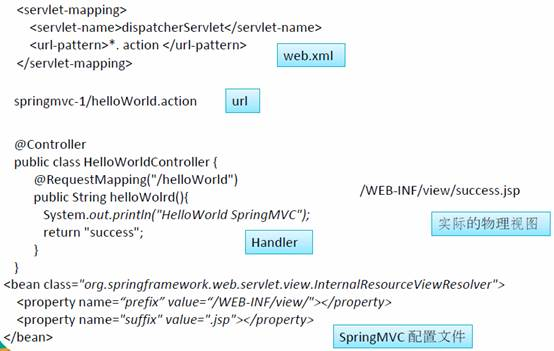 <servlet-mapping>
<servlet-name>dispatcherServlet</servlet-name>
<url-pattern>*. action </url-pattern>
</servlet-mapping>
web.xml
springmvc-1/helloWorld.action
url
@Controller
public class HelloWorldController {
@RequestMapping("/helloWorld")
public String helloWolrd(){
System.out.println("HelloWorld SpringMVC");
return "success";
}
}
Handler
/WEB-INF/view/success.jsp
实际的物理视图
<bean class="org.springframework.web.servlet.view.InternalResourceViewResolver">
<property name=“prefix” value=“/WEB-INF/view/"></property>
<property name="suffix" value=".jsp"></property>
</bean>
SpringMVC 配置文件